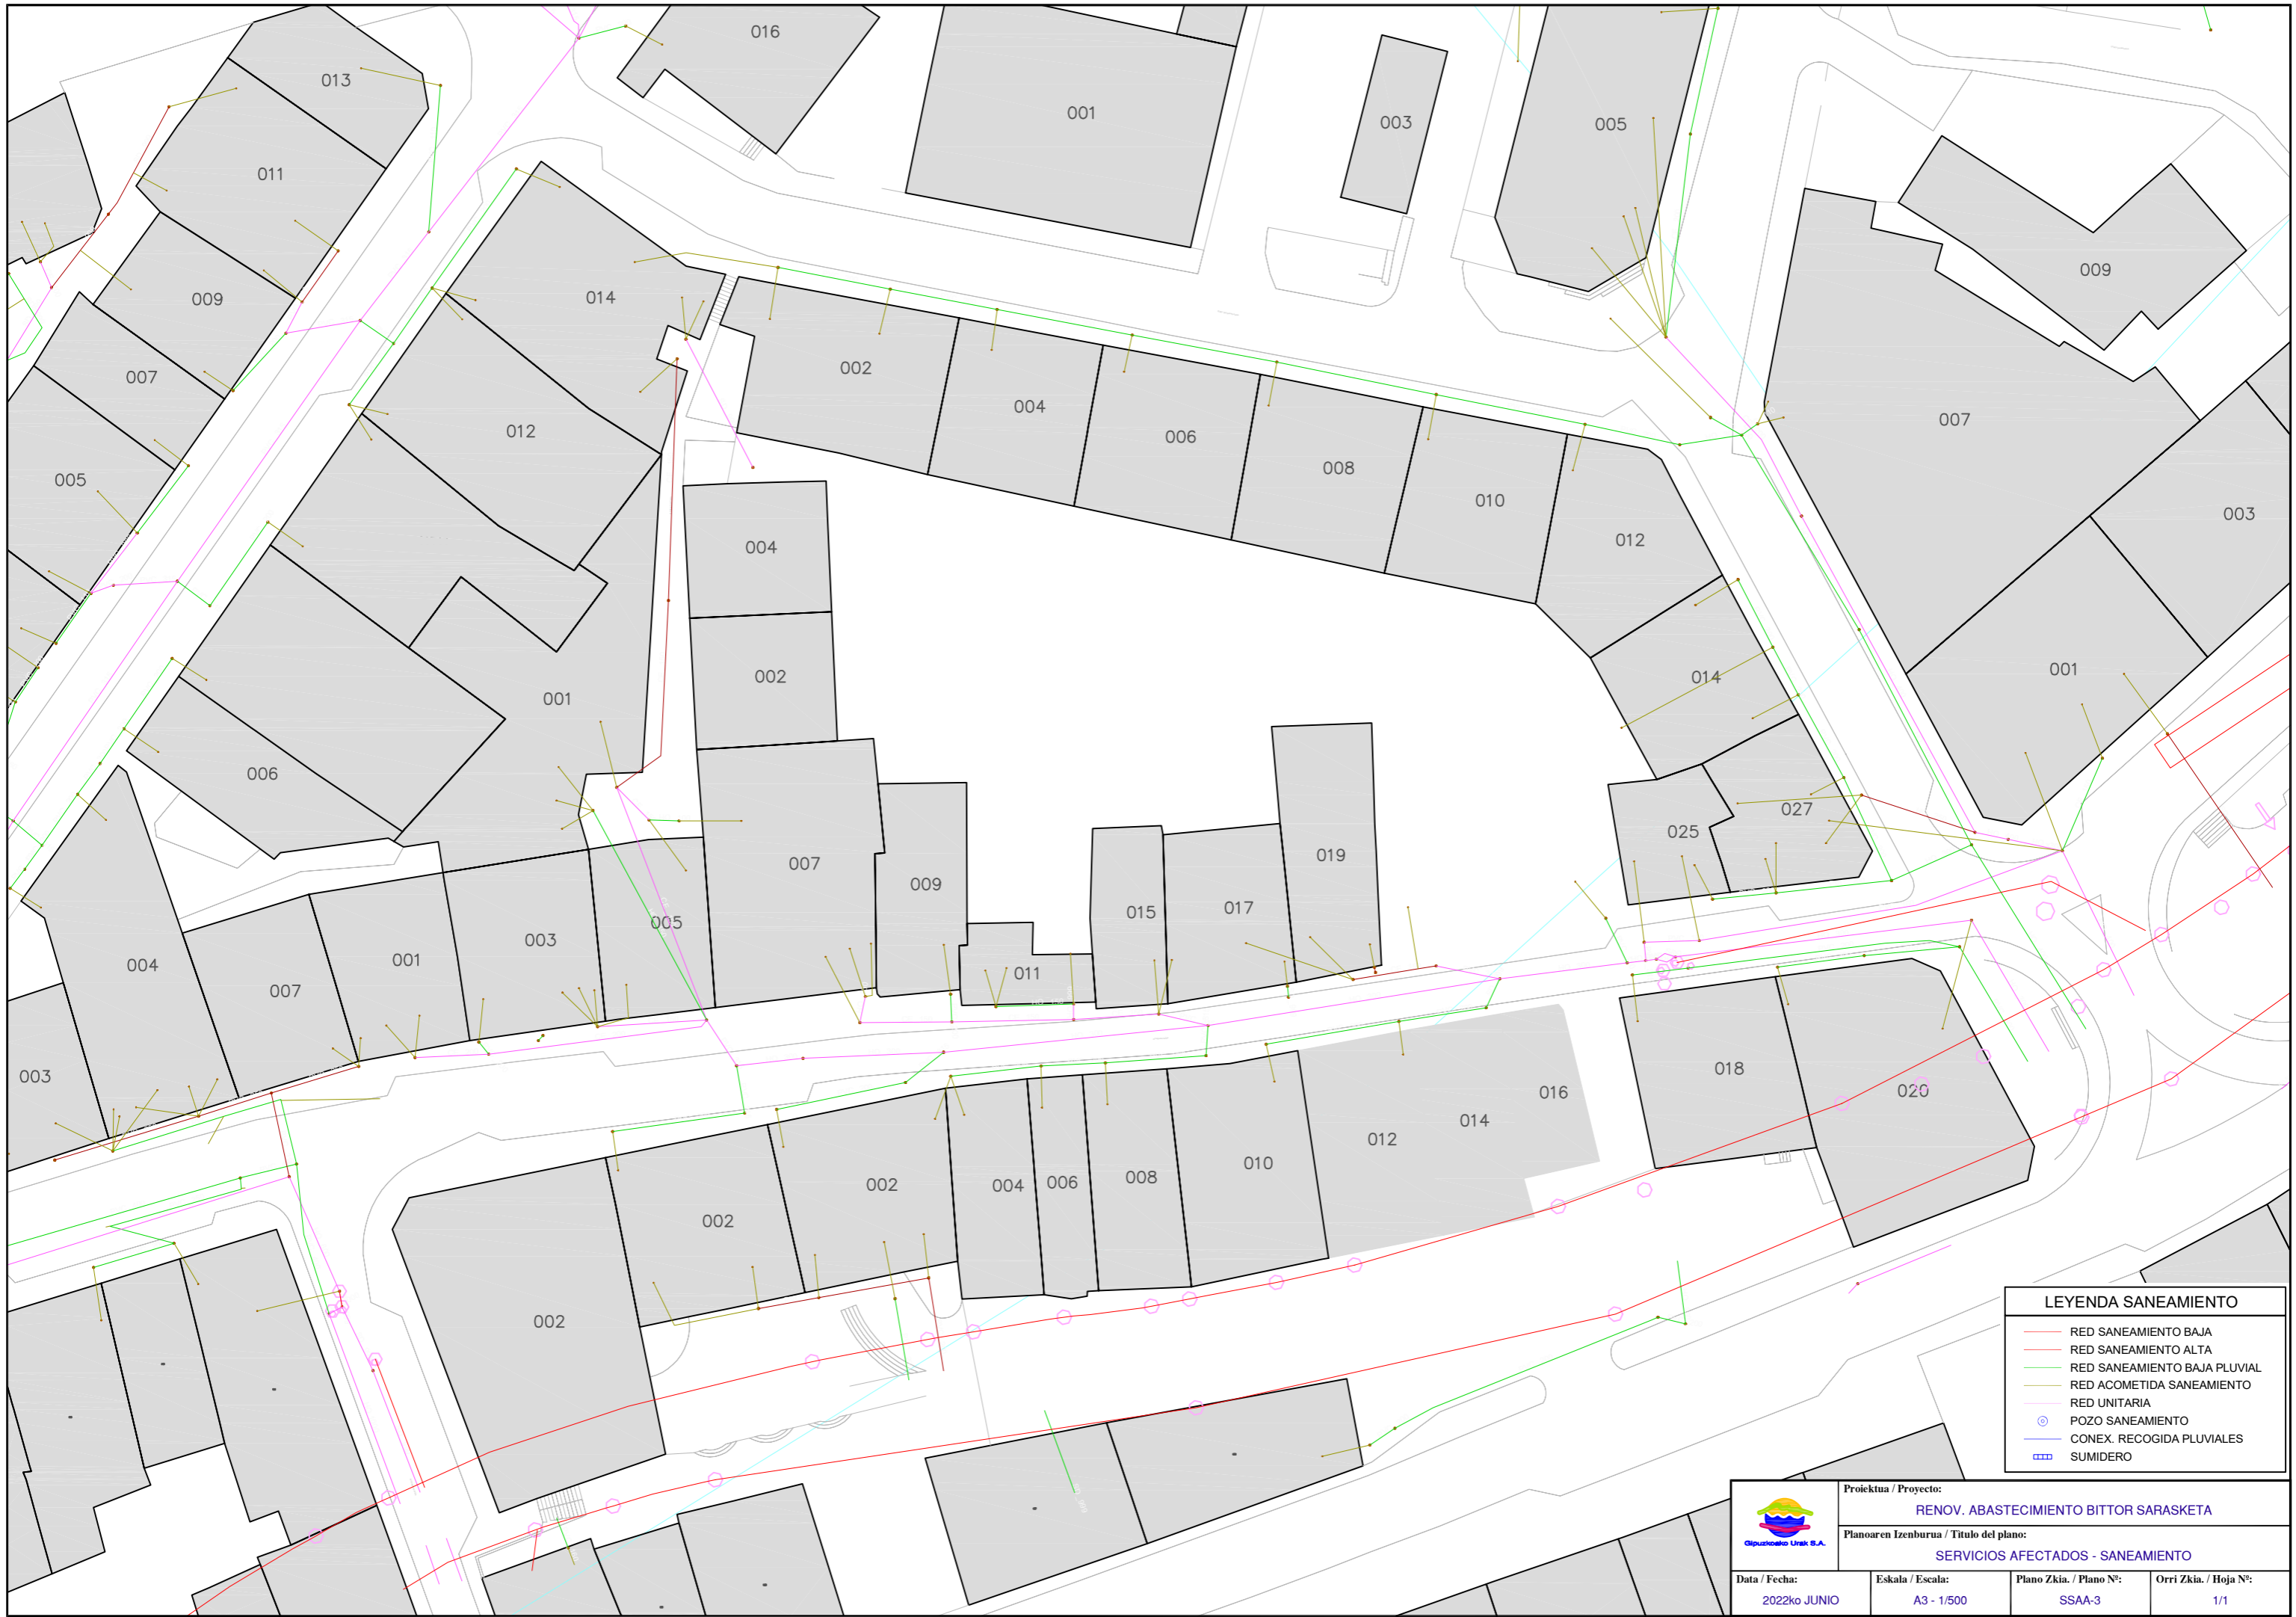 016
013
001
003
005
011
009
009
014
007
002
004
007
012
006
005
008
010
003
012
004
014
001
002
001
006
027
025
019
007
009
015
017
005
003
001
004
007
011
003
018
020
016
014
012
010
008
006
004
002
002
002
LEYENDA SANEAMIENTO
RED SANEAMIENTO BAJA
RED SANEAMIENTO ALTA
RED SANEAMIENTO BAJA PLUVIAL
RED ACOMETIDA SANEAMIENTO
RED UNITARIA
POZO SANEAMIENTO
CONEX. RECOGIDA PLUVIALES
SUMIDERO
Gipuzkoako Urak S.A.
Proiektua / Proyecto:
RENOV. ABASTECIMIENTO BITTOR SARASKETA
Planoaren Izenburua / Titulo del plano:
SERVICIOS AFECTADOS - SANEAMIENTO
Data / Fecha:
2022ko JUNIO
Eskala / Escala:
A3 - 1/500
Plano Zkia. / Plano Nº:
SSAA-3
Orri Zkia. / Hoja Nº:
1/1